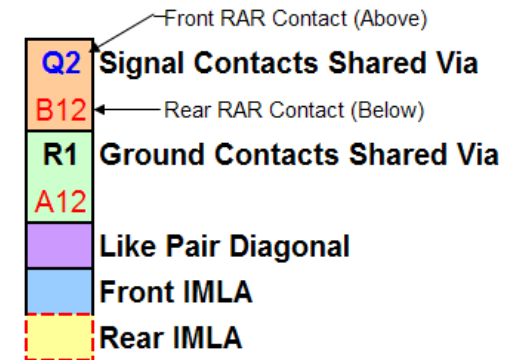 Front RAR Contact (Above)
Q2 Signal Contacts Shared Via
B12 Rear RAR Contact (Below)
R1 Ground Contacts Shared Via
A12
Like Pair Diagonal
Front IMLA
Rear IMLA